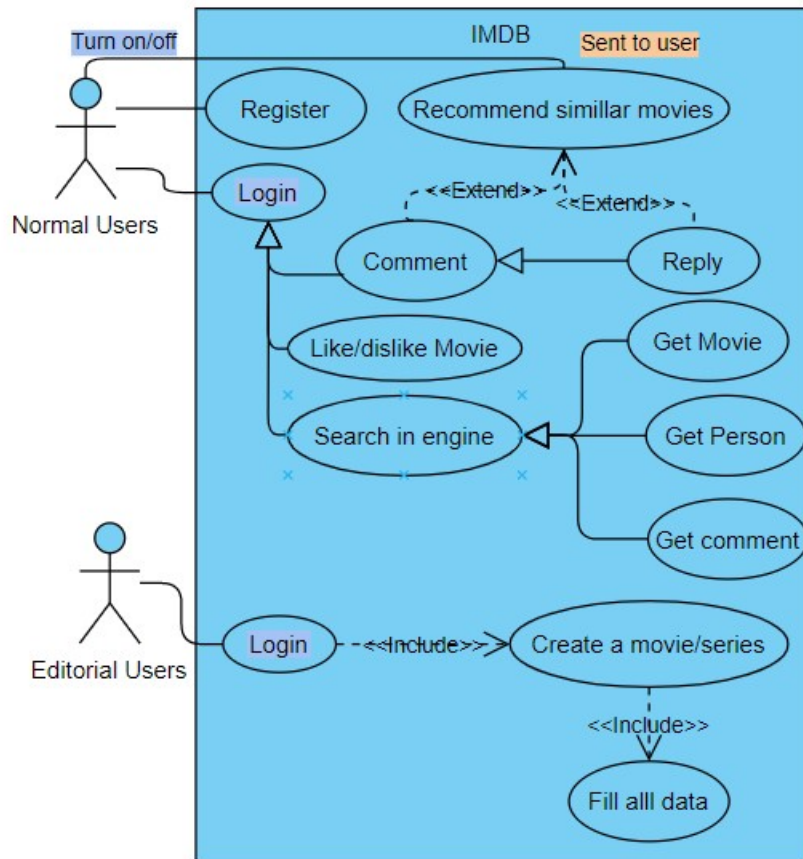 IMDB
Turn on/off
Sent to user
Register
Recommend simillar movies
Login
<<Extend>>
<<Extend>>
Normal Users
Comment
Reply
Get Movie
Like/dislike Movie
Search in engine
Get Person
Get comment
Login
<<Include>>
Create a movie/series
Editorial Users
<<Include>>
Fill alll data